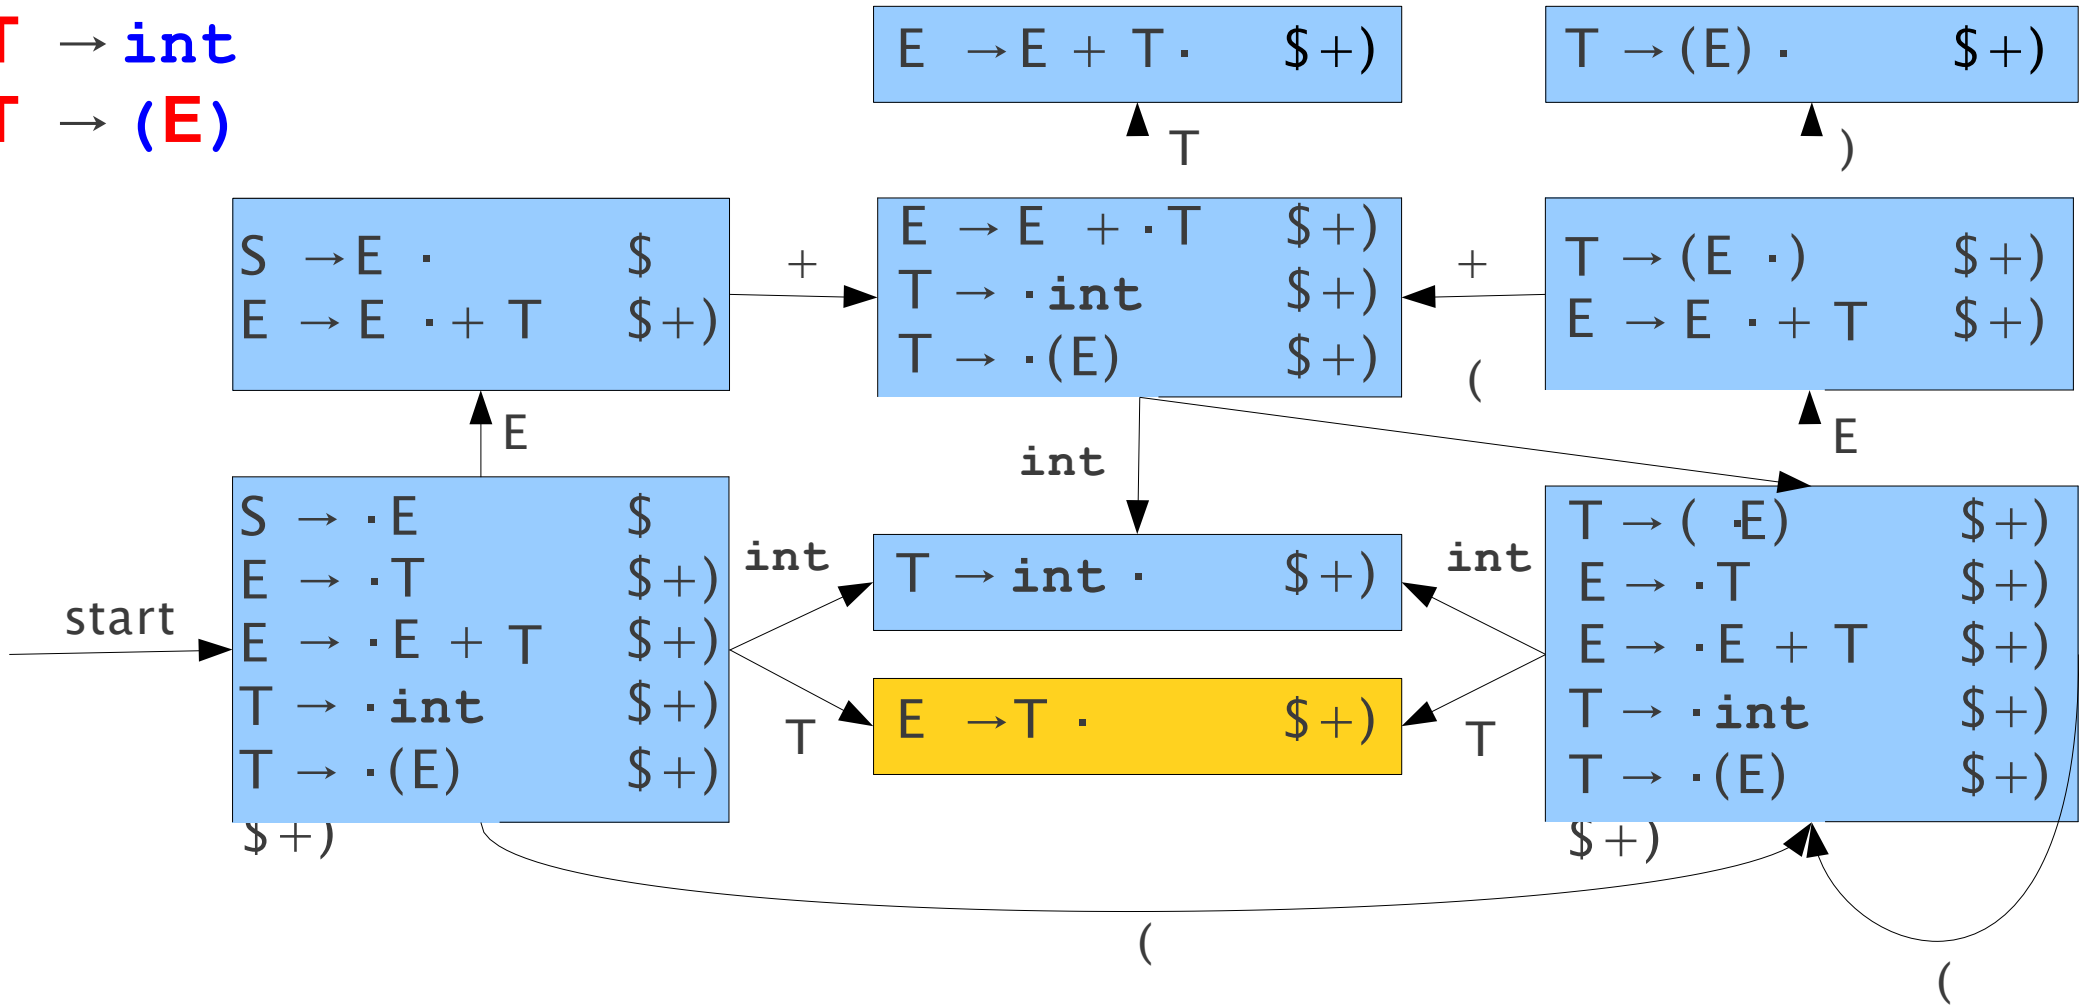 T → int
T → (E)
E → E + T · $+)
T → (E) · $+)
T
)
S → E · $
E → E · + T $+)
+
E → E + · T $+)
T → · int $+)
T → · (E) $+)
+
T → (E ·) $+)
E → E · + T $+)
(
E
int
E
start
S → · E $
E → · T $+)
E → · E + T $+)
T → · int $+)
T → · (E) $+)
$+)
int
T
T → int · $+)
E → T · $+)
int
T
T → ( ·E) $+)
E → · T $+)
E → · E + T $+)
T → · int $+)
T → · (E) $+)
$+)
(
(